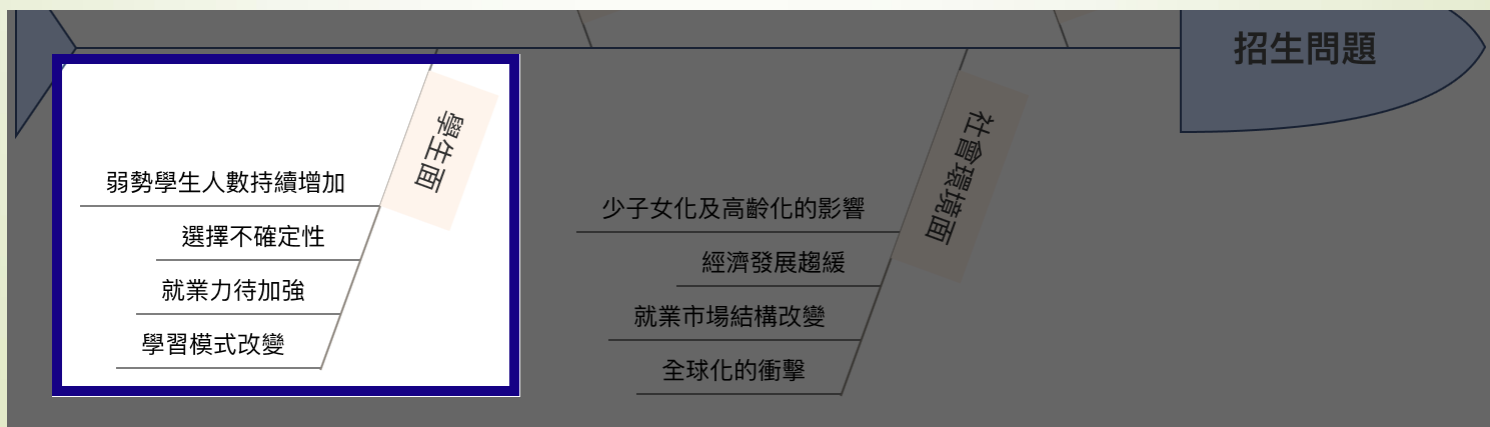 招生問題
學生面
弱勢學生人數持續增加
選擇不確定性
就業力待加強
學習模式改變
社會環境面
少子女化及高齡化的影響
經濟發展趨緩
就業市場結構改變
全球化的衝擊